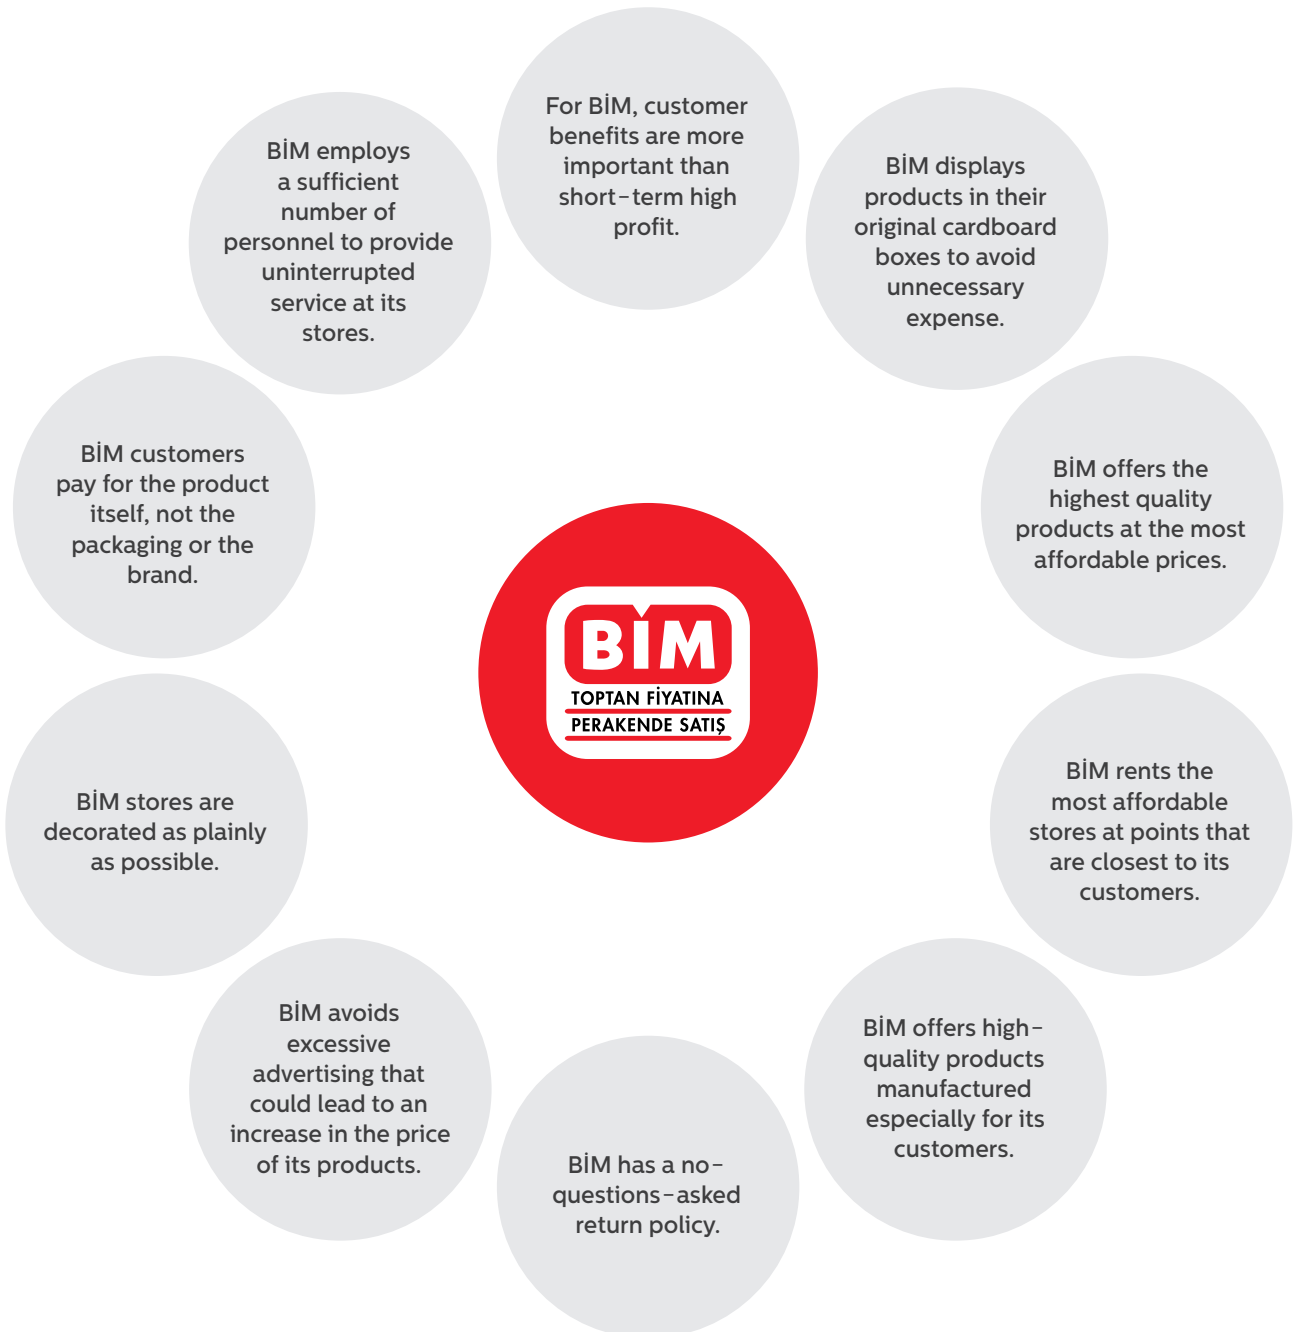 For BİM, customer
benefits are more
important than
short-term high
profit.
BİM displays
products in their
original cardboard
boxes to avoid
unnecessary
expense.
BİM offers the
highest quality
products at the most
affordable prices.
BİM rents the
most affordable
stores at points that
are closest to its
customers.
BİM offers high-
quality products
manufactured
especially for its
customers.
BİM has a no-
questions-asked
return policy.
BİM avoids
excessive
advertising that
could lead to an
increase in the price
of its products.
BİM stores are
decorated as plainly
as possible.
BİM customers
pay for the product
itself, not the
packaging or the
brand.
BİM employs
a sufficient
number of
personnel to provide
uninterrupted
service at its
stores.
BİM
TOPTAN FİYATINA
PERAKENDE SATIŞ